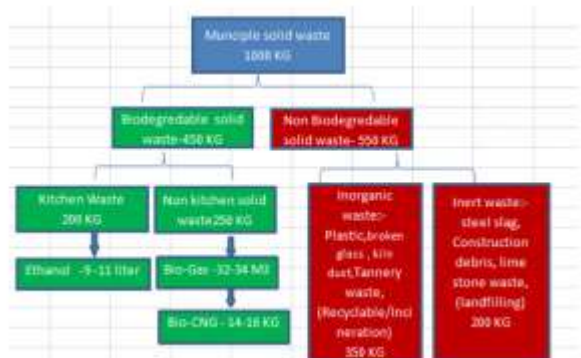 Municiple solid waste
1000 KG
Biodegredable solid
waste-450 KG
Non Biodegredable
solid waste- 550 KG
Kitchen Waste
200 KG
Non kitchen solid
waste250 KG
Inorganic
waste:-
Plastic,broken
glass , kiln
dust,Tannery
waste,
(Recyclable/Inci
neration)
350 KG
Inert waste:-
steel slag,
Construction
debris, lime
stone waste,
(landfilling)
200 KG
Ethanol -9-11 liter
Bio-Gas -32-34 M3
Bio-CNG - 14-16 KG